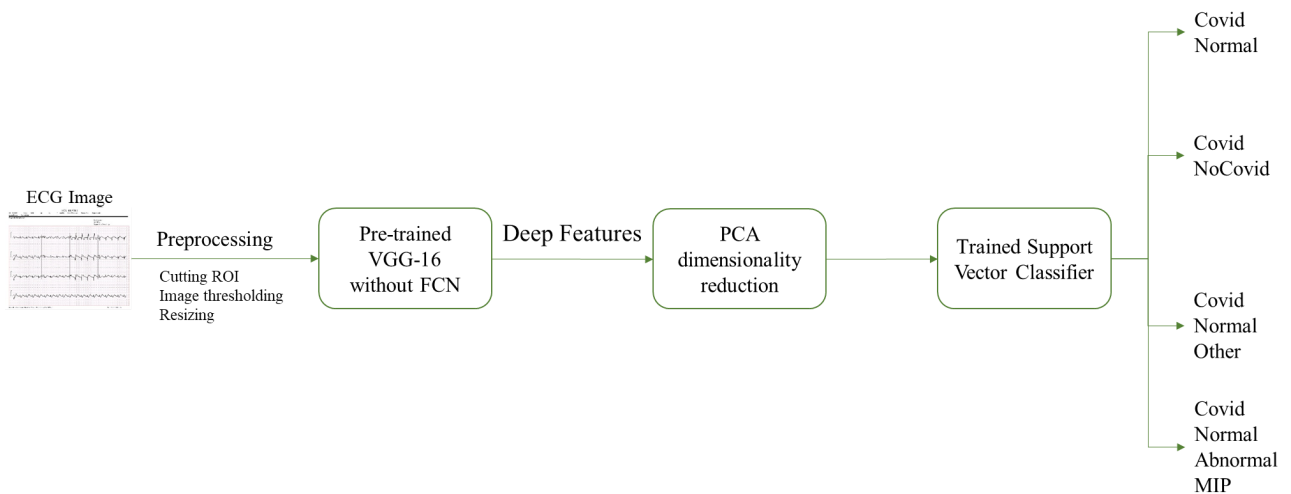 ECG Image
Preprocessing
Cutting ROI
Image thresholding
Resizing
Pre-trained
VGG-16
without FCN
Deep Features
PCA
dimensionality
reduction
Trained Support
Vector Classifier
Covid
Normal
Covid
NoCovid
Covid
Normal
Other
Covid
Normal
Abnormal
MIP